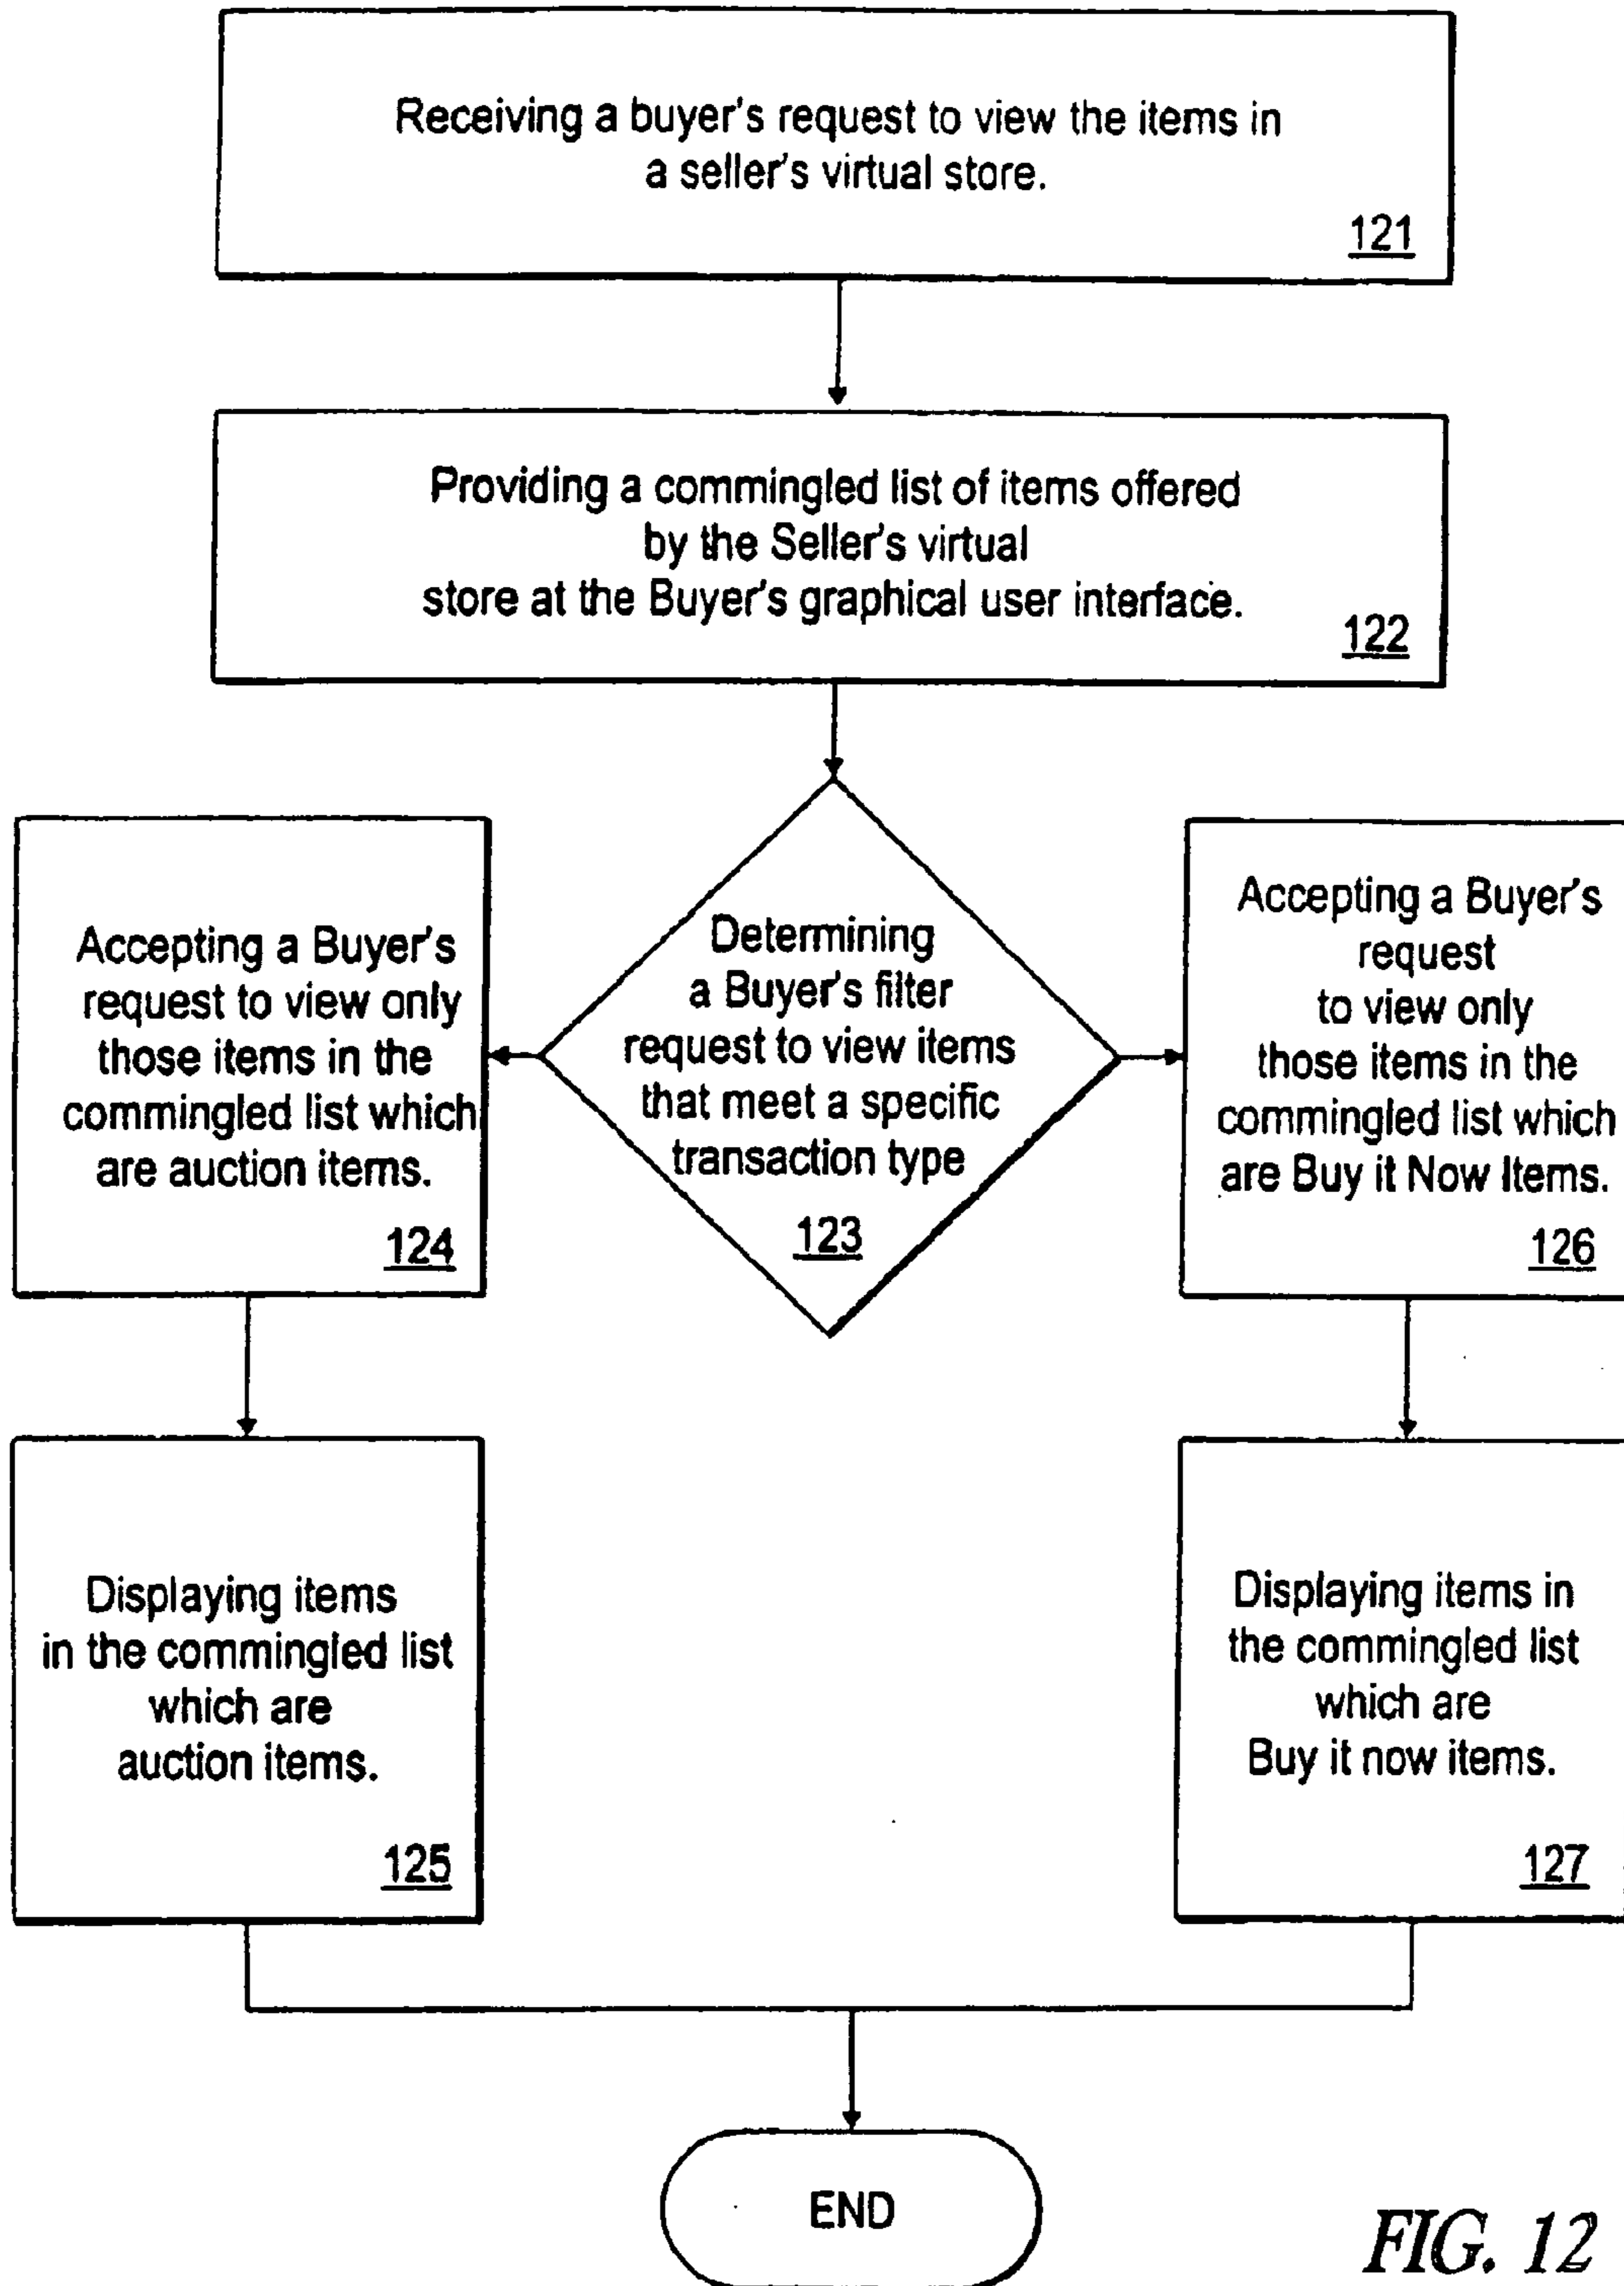 Receiving a buyer's request to view the items in
a seller's virtual store.
121
Providing a commingled list of items offered
by the Seller's virtual
store at the Buyer's graphical user interface.
122
Determining
a Buyer's filter
request to view items
that meet a specific
transaction type
123
Accepting a Buyer's
request to view only
those items in the
commingled list which
are auction items.
124
Accepting a Buyer's
request
to view only
those items in the
commingled list which
are Buy it Now Items.
126
Displaying items
in the commingled list
which are
auction items.
125
Displaying items in
the commingled list
which are
Buy it now items.
127
END
FIG. 12